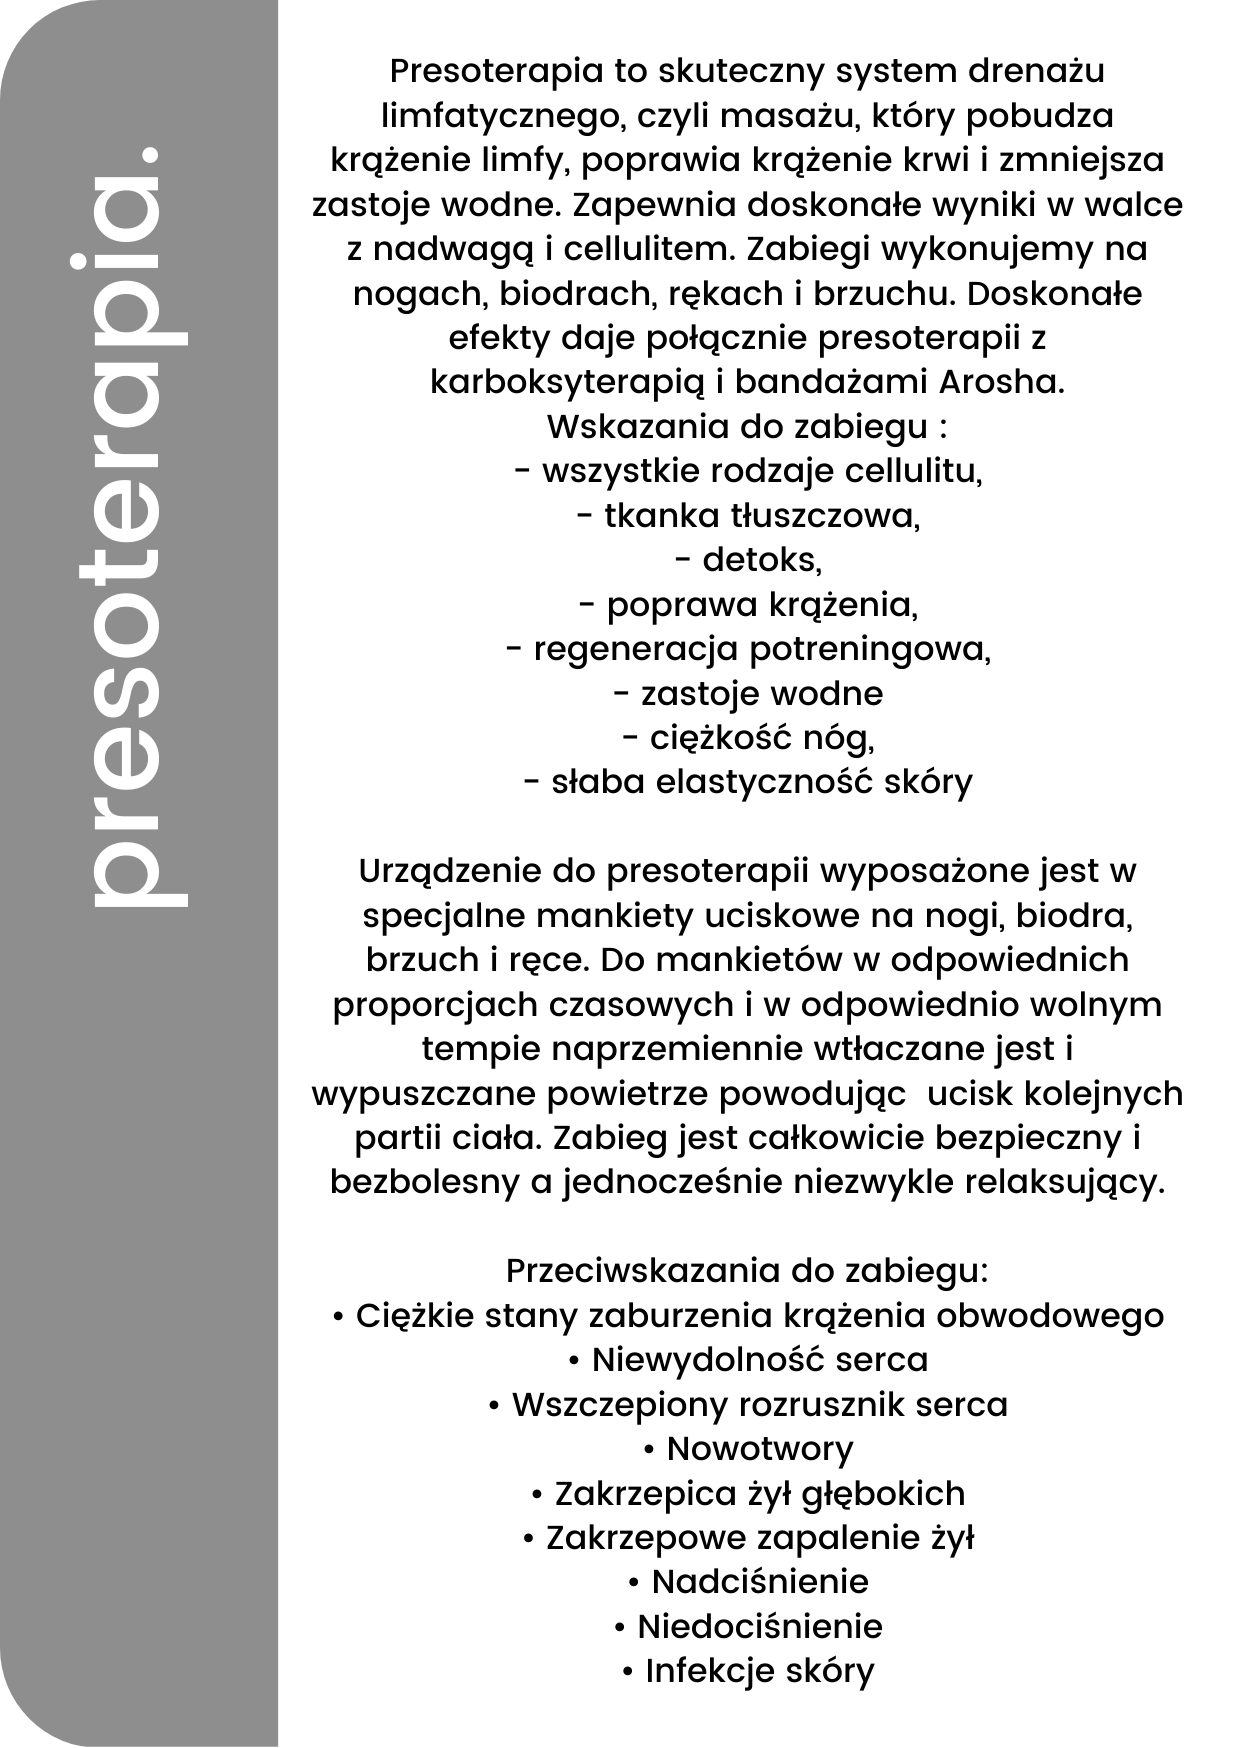 presoterapia.
Presoterapia to skuteczny system drenażu
limfatycznego, czyli masażu, który pobudza
krążenie limfy, poprawia krążenie krwi i zmniejsza
zastoje wodne. Zapewnia doskonałe wyniki w walce
z nadwagą i cellulitem. Zabiegi wykonujemy na
nogach, biodrach, rękach i brzuchu. Doskonałe
efekty daje połącznie presoterapii z
karboksyterapią i bandażami Arosha.
Wskazania do zabiegu :
- wszystkie rodzaje cellulitu,
- tkanka tłuszczowa,
- detoks,
- poprawa krążenia,
- regeneracja potreningowa,
- zastoje wodne
- ciężkość nóg,
- słaba elastyczność skóry
Urządzenie do presoterapii wyposażone jest w
specjalne mankiety uciskowe na nogi, biodra,
brzuch i ręce. Do mankietów w odpowiednich
proporcjach czasowych i w odpowiednio wolnym
tempie naprzemiennie wtłaczane jest i
wypuszczane powietrze powodując  ucisk kolejnych
partii ciała. Zabieg jest całkowicie bezpieczny i
bezbolesny a jednocześnie niezwykle relaksujący.
Przeciwskazania do zabiegu:
• Ciężkie stany zaburzenia krążenia obwodowego
• Niewydolność serca
• Wszczepiony rozrusznik serca
• Nowotwory
• Zakrzepica żył głębokich
• Zakrzepowe zapalenie żył
• Nadciśnienie
• Niedociśnienie
• Infekcje skóry